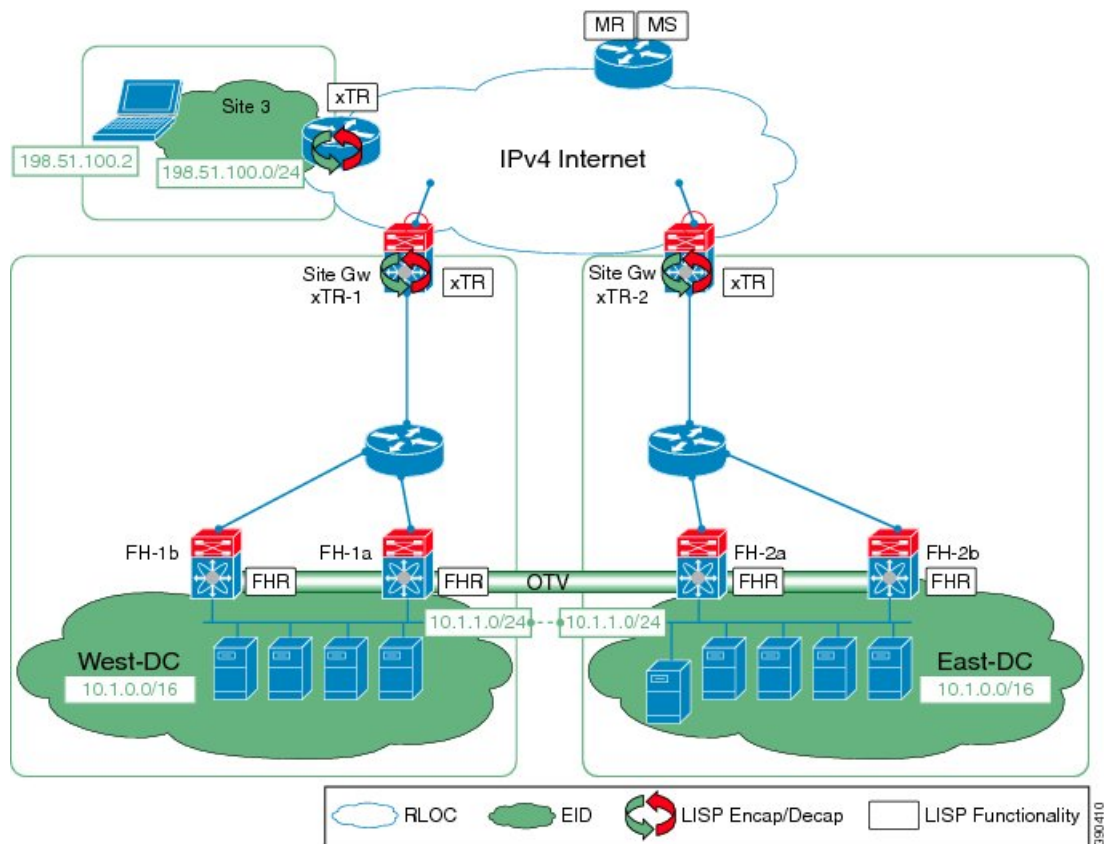 MR MS
Site 3
xTR
198.51.100.2
198.51.100.0/24
IPv4 Internet
Site Gw
xTR-1
xTR
Site Gw
xTR-2
xTR
FH-1b
FH-1a
FH-2a
FH-2b
FHR
FHR
OTV
FHR
FHR
10.1.1.0/24
10.1.1.0/24
West-DC
10.1.0.0/16
East-DC
10.1.0.0/16
RLOC
EID
LISP Encap/Decap
LISP Functionality
390410